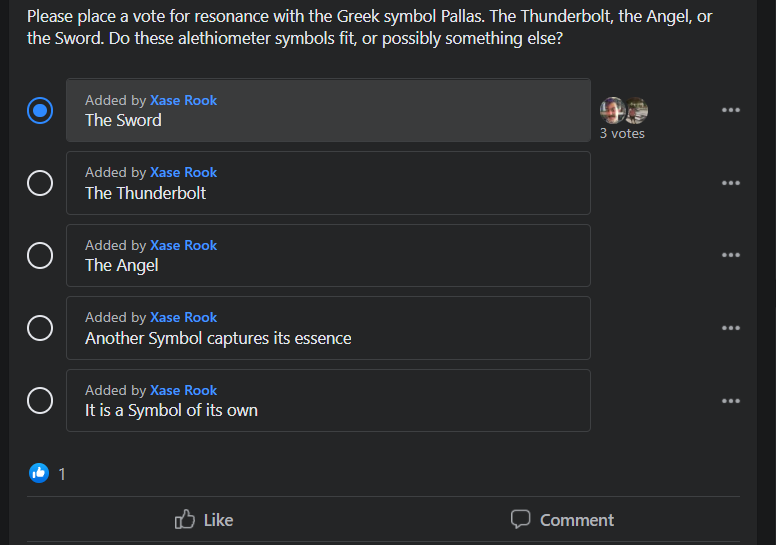 Please place a vote for resonance with the Greek symbol Pallas. The Thunderbolt, the Angel, or
the Sword. Do these alethiometer symbols fit, or possibly something else?
Added by Xase Rook
The Sword
3 votes
Added by Xase Rook
The Thunderbolt
Added by Xase Rook
The Angel
Added by Xase Rook
Another Symbol captures its essence
Added by Xase Rook
It is a Symbol of its own
1
Like
Comment